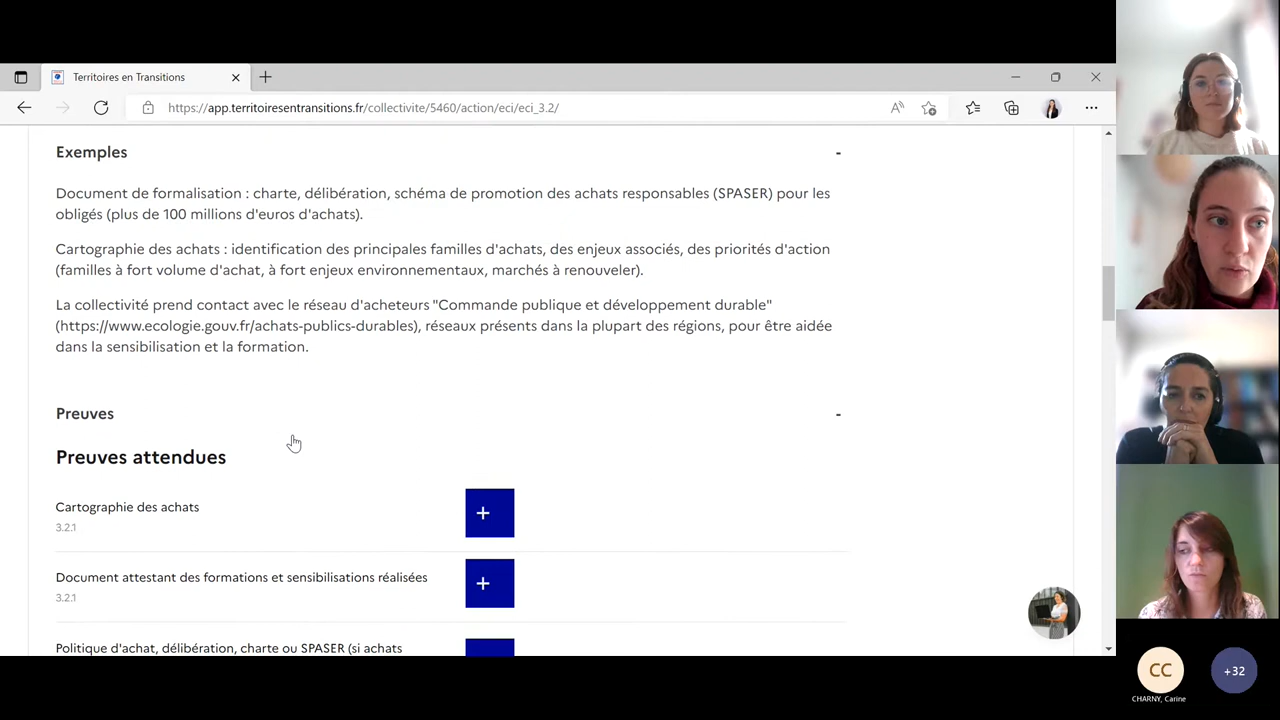 Territoires en Transitions
https://app.territoiresentransitions.fr/collectivite/5460/action/eci/eci_3.2/
Exemples
-
Document de formalisation : charte, délibération, schéma de promotion des achats responsables (SPASER) pour les
obligés (plus de 100 millions d'euros d'achats).
Cartographie des achats : identification des principales familles d'achats, des enjeux associés, des priorités d'action
(familles à fort volume d'achat, à fort enjeux environnementaux, marchés à renouveler).
La collectivité prend contact avec le réseau d'acheteurs "Commande publique et développement durable"
(https://www.ecologie.gouv.fr/achats-publics-durables), réseaux présents dans la plupart des régions, pour être aidée
dans la sensibilisation et la formation.
Preuves
-
Preuves attendues
Cartographie des achats
3.2.1
+
Document attestant des formations et sensibilisations réalisées
3.2.1
+
Politique d'achat, délibération, charte ou SPASER (si achats
CC
CHARNY, Carine
+32